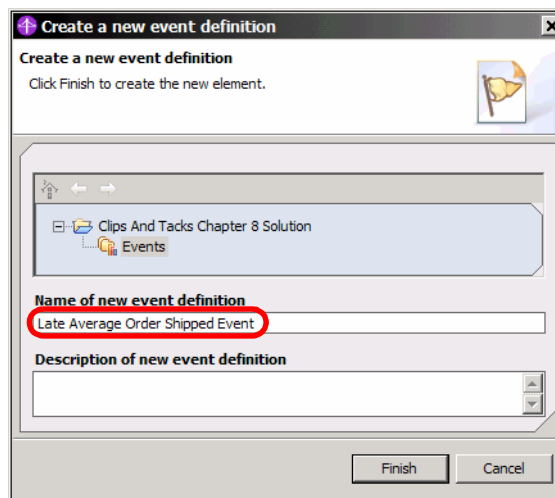 Create a new event definition
Create a new event definition
Click Finish to create the new element.
Clips And Tacks Chapter 8 Solution
Events
Name of new event definition
Late Average Order Shipped Event
Description of new event definition
Finish Cancel